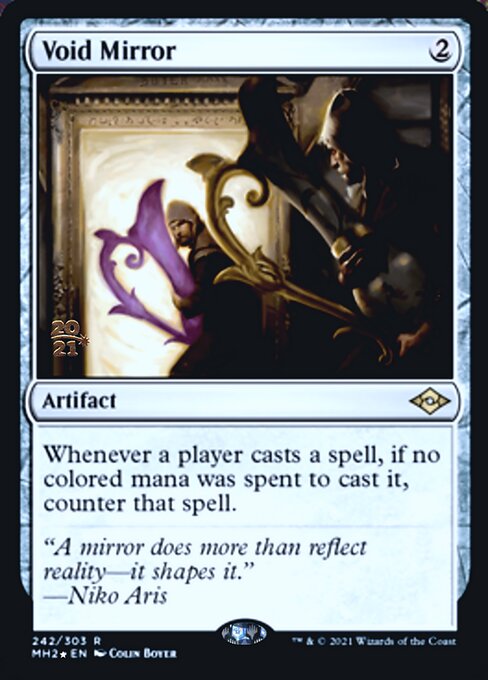 Void Mirror 2
20
21
Artifact
Whenever a player casts a spell, if no
colored mana was spent to cast it,
counter that spell.
“A mirror does more than reflect
reality—it shapes it.”
—Niko Aris
242/303 R
MH2★EN Colin Boyer
™ & © 2021 Wizards of the Coast